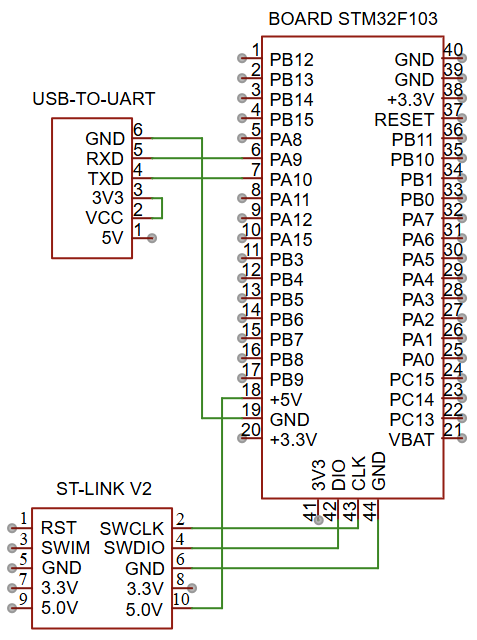 BOARD STM32F103
1 PB12 GND 40
2 PB13 GND 39
3 PB14 +3.3V 38
4 PB15 RESET 37
5 PA8 PB11 36
6 PA9 PB10 35
7 PA10 PB1 34
8 PA11 PB0 33
9 PA12 PA7 32
10 PA15 PA6 31
11 PB3 PA5 30
12 PB4 PA4 29
13 PB5 PA3 28
14 PB6 PA2 27
15 PB7 PA1 26
16 PB8 PA0 25
17 PB9 PC15 24
18 +5V PC14 23
19 GND PC13 22
20 +3.3V VBAT 21
3V3 DIO CLK GND
41 42 43 44
USB-TO-UART
GND 6
RXD 5
TXD 4
3V3 3
VCC 2
5V 1
ST-LINK V2
1 RST SWCLK 2
3 SWIM SWDIO 4
5 GND GND 6
7 3.3V 3.3V 8
9 5.0V 5.0V 10